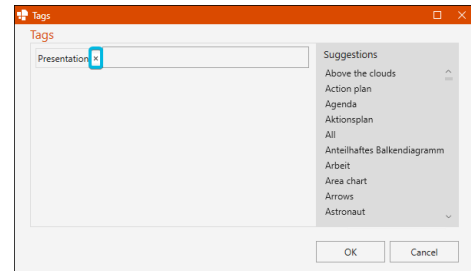 Tags
Tags
Presentation ×
Suggestions
Above the clouds
Action plan
Agenda
Aktionsplan
All
Anteilhaftes Balkendiagramm
Arbeit
Area chart
Arrows
Astronaut
OK
Cancel